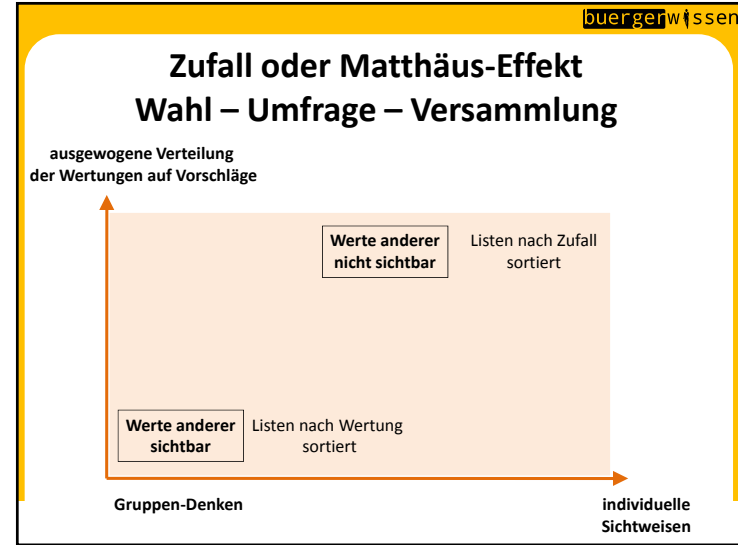 buergerwissen
Zufall oder Matthäus-Effekt
Wahl – Umfrage – Versammlung
ausgewogene Verteilung
der Wertungen auf Vorschläge
Werte anderer
nicht sichtbar
Listen nach Zufall
sortiert
Werte anderer
sichtbar
Listen nach Wertung
sortiert
Gruppen-Denken
individuelle
Sichtweisen